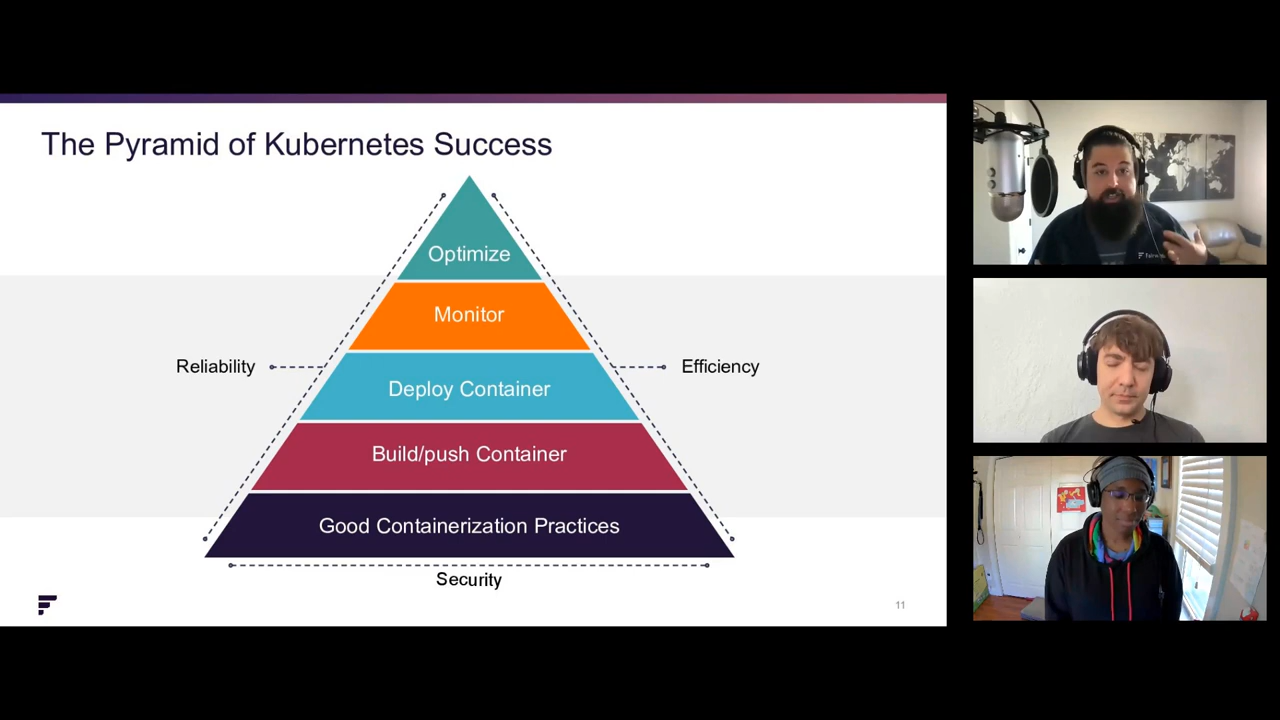 The Pyramid of Kubernetes Success
Optimize
Monitor
Reliability
Efficiency
Deploy Container
Build/push Container
Good Containerization Practices
Security
11